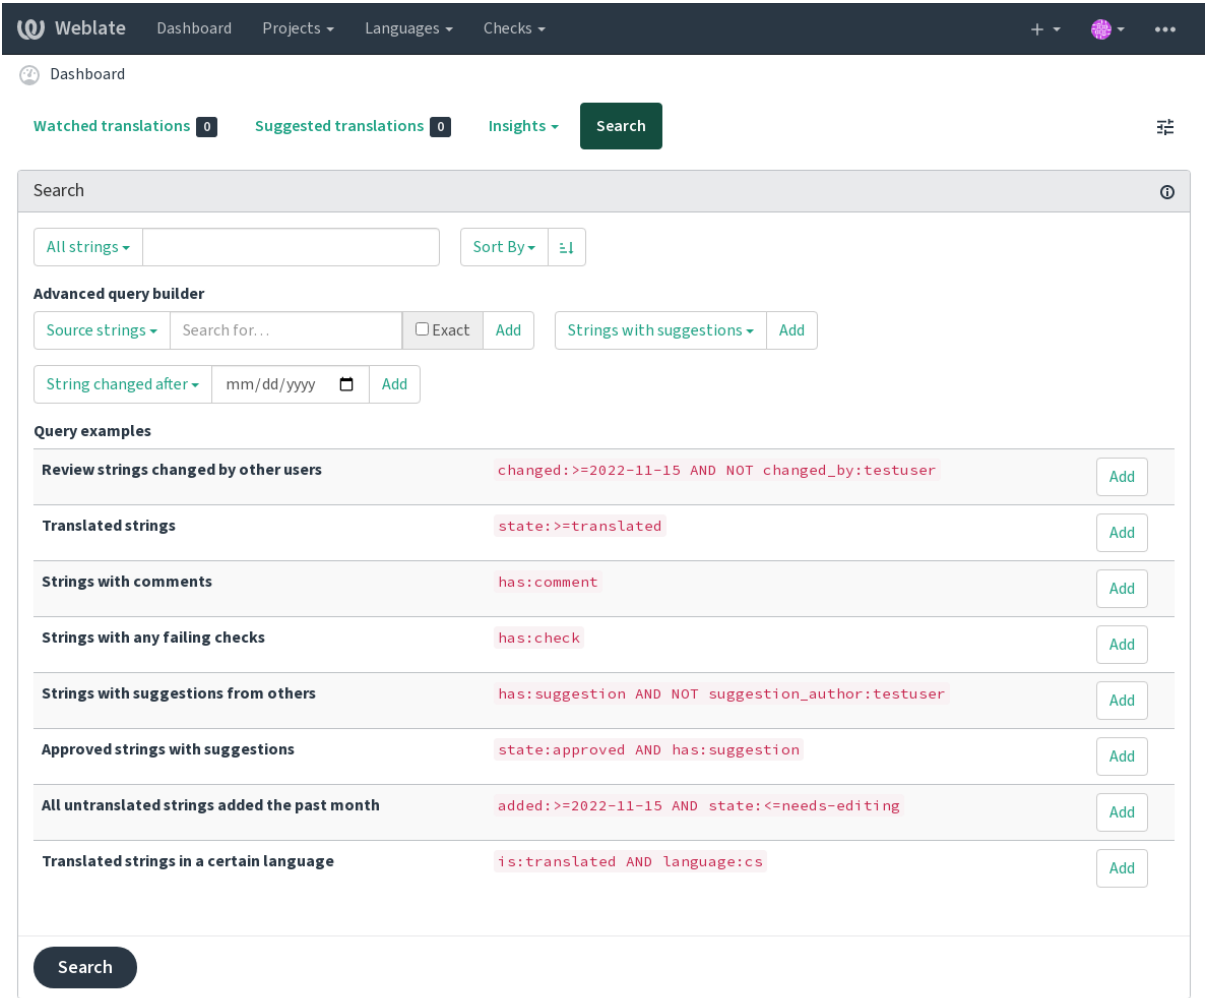 Weblate Dashboard Projects Languages Checks
Dashboard
Watched translations 0 Suggested translations 0 Insights Search
Search
All strings Sort By
Advanced query builder
Source strings Search for... Exact Add Strings with suggestions Add
String changed after mm/dd/yyyy Add
Query examples
Review strings changed by other users changed:>=2022-11-15 AND NOT changed_by:testuser Add
Translated strings state:>=translated Add
Strings with comments has:comment Add
Strings with any failing checks has:check Add
Strings with suggestions from others has:suggestion AND NOT suggestion_author:testuser Add
Approved strings with suggestions state:approved AND has:suggestion Add
All untranslated strings added the past month added:>=2022-11-15 AND state:<=needs-editing Add
Translated strings in a certain language is:translated AND language:cs Add
Search